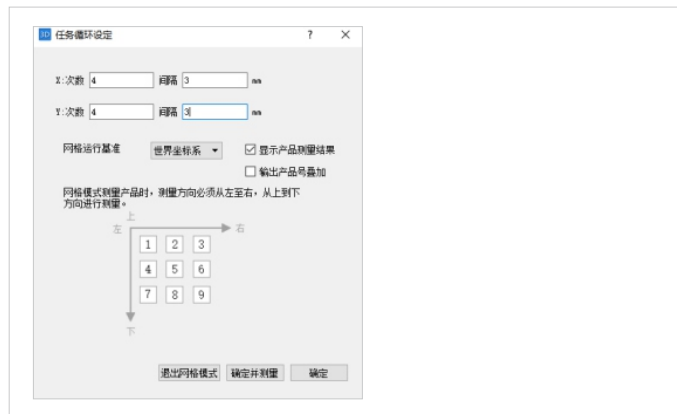 3D 任务循环设定 ? ×
X:次数 4 间隔 3 mm
Y:次数 4 间隔 3 mm
网格运行基准 世界坐标系 显示产品测量结果
输出产品号叠加
网格模式测量产品时，测量方向必须从左至右，从上到下
方向进行测量。
上
左 右
1 2 3
4 5 6
7 8 9
下
退出网格模式 确定并测量 确定